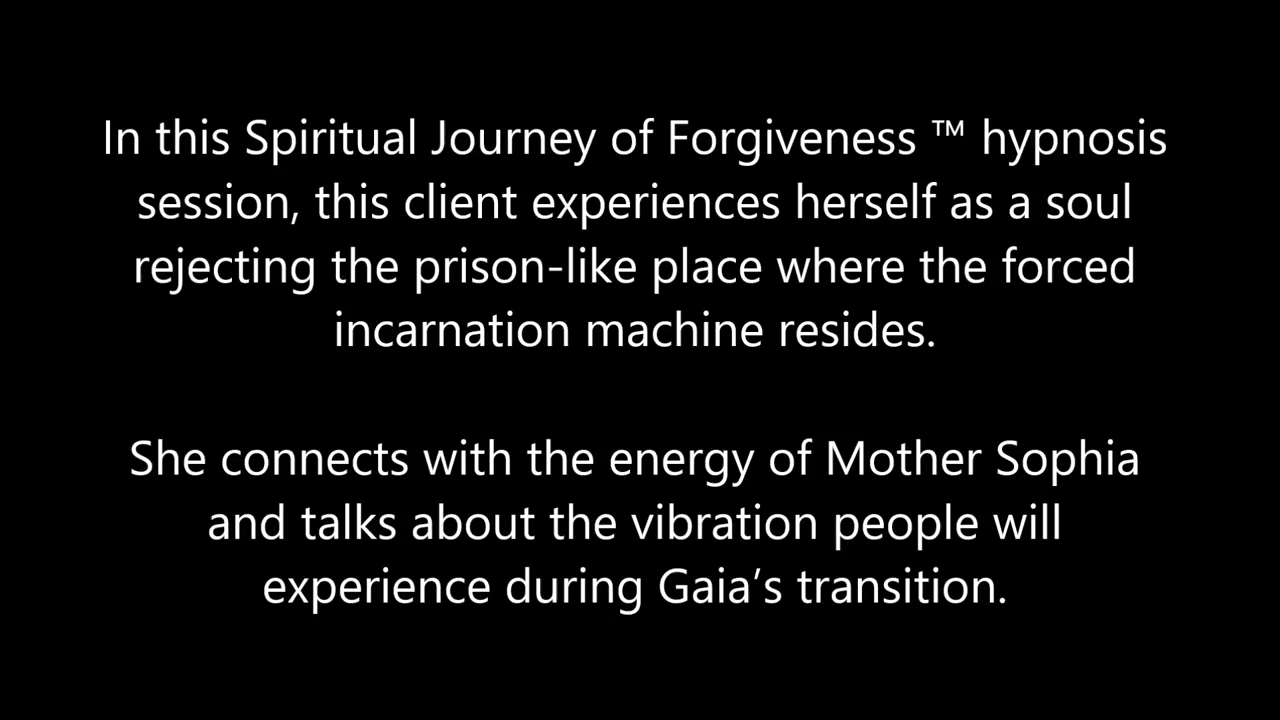 In this Spiritual Journey of Forgiveness ™ hypnosis
session, this client experiences herself as a soul
rejecting the prison-like place where the forced
incarnation machine resides.
She connects with the energy of Mother Sophia
and talks about the vibration people will
experience during Gaia’s transition.